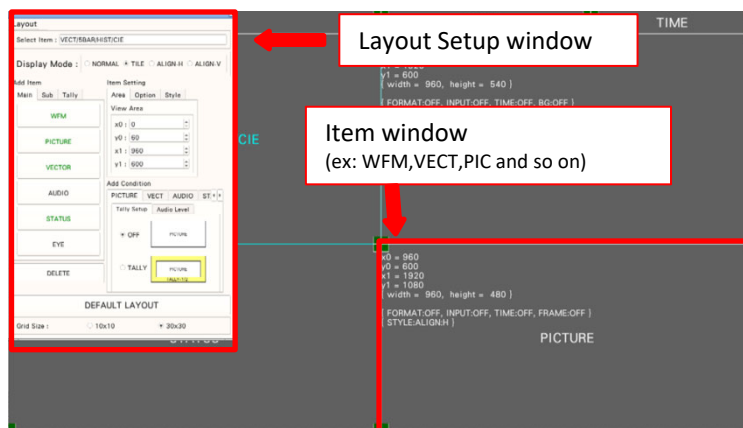 Layout
Select Item : VECT/5BAR/HIST/CIE
Display Mode : NORMAL TILE ALIGN-H ALIGN-V
Add Item
Main Sub Tally
WFM
PICTURE
VECTOR
AUDIO
STATUS
EYE
DELETE
Item Setting
Area Option Style
View Area
x0 : 0
y0 : 60
x1 : 960
y1 : 600
Add Condition
PICTURE VECT AUDIO ST
Tally Setup Audio Level
OFF PICTURE
TALLY PICTURE
DEFAULT LAYOUT
Grid Size : 10x10 30x30
Layout Setup window
TIME
y1 = 600
{ width = 960, height = 540 }
{ FORMAT:OFF, INPUT:OFF, TIME:OFF, BG:OFF }
CIE
Item window
(ex: WFM,VECT,PIC and so on)
x0 = 960
y0 = 600
x1 = 1920
y1 = 1080
{ width = 960, height = 480 }
{ FORMAT:OFF, INPUT:OFF, TIME:OFF, FRAME:OFF }
{ STYLE:ALIGN:H }
PICTURE